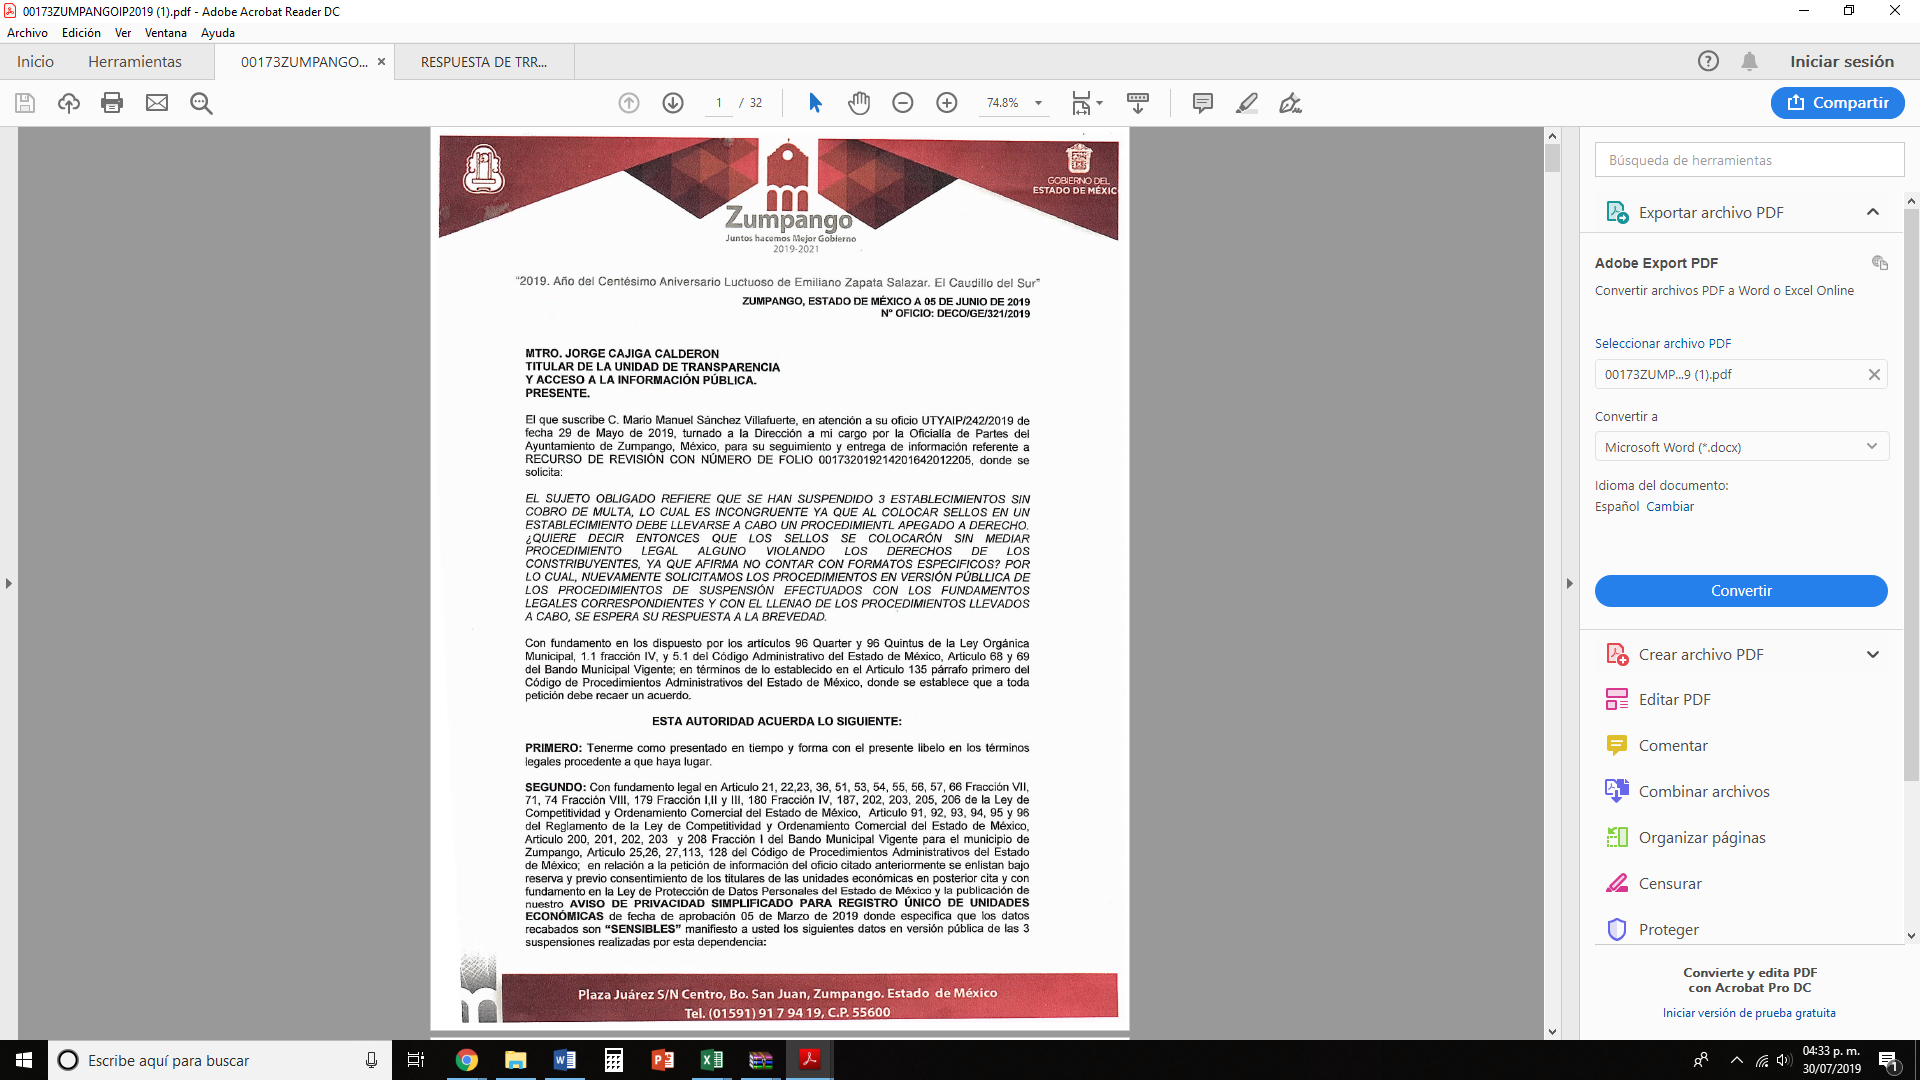 00173ZUMPANGOIP2019 (1).pdf - Adobe Acrobat Reader DC
Archivo Edición Ver Ventana Ayuda
Inicio Herramientas 00173ZUMPANGO... RESPUESTA DE TRR... Iniciar sesión
1 / 32 74.8% Compartir
GOBIERNO DEL
ESTADO DE MÉXIC
Zumpango
Juntos hacemos Mejor Gobierno
2019-2021
"2019. Año del Centésimo Aniversario Luctuoso de Emiliano Zapata Salazar. El Caudillo del Sur"
ZUMPANGO, ESTADO DE MÉXICO A 05 DE JUNIO DE 2019
N° OFICIO: DECO/GE/321/2019
MTRO. JORGE CAJIGA CALDERON
TITULAR DE LA UNIDAD DE TRANSPARENCIA
Y ACCESO A LA INFORMACIÓN PÚBLICA.
PRESENTE.
El que suscribe C. Mario Manuel Sánchez Villafuerte, en atención a su oficio UTYAIP/242/2019 de
fecha 29 de Mayo de 2019, turnado a la Dirección a mi cargo por la Oficialía de Partes del
Ayuntamiento de Zumpango, México, para su seguimiento y entrega de información referente a
RECURSO DE REVISIÓN CON NÚMERO DE FOLIO 00173201921420164201 2205, donde se
solicita:
EL SUJETO OBLIGADO REFIERE QUE SE HAN SUSPENDIDO 3 ESTABLECIMIENTOS SIN
COBRO DE MULTA, LO CUAL ES INCONGRUENTE YA QUE AL COLOCAR SELLOS EN UN
ESTABLECIMIENTO DEBE LLEVARSE A CABO UN PROCEDIMIENTL APEGADO A DERECHO.
¿QUIERE DECIR ENTONCES QUE LOS SELLOS SE COLOCARÓN SIN MEDIAR
PROCEDIMIENTO LEGAL ALGUNO VIOLANDO LOS DERECHOS DE LOS
CONSTRIBUYENTES, YA QUE AFIRMA NO CONTAR CON FORMATOS ESPECIFICOS? POR
LO CUAL, NUEVAMENTE SOLICITAMOS LOS PROCEDIMIENTOS EN VERSIÓN PÚBLLICA DE
LOS PROCEDIMIENTOS DE SUSPENSIÓN EFECTUADOS CON LOS FUNDAMENTOS
LEGALES CORRESPONDIENTES Y CON EL LLENAO DE LOS PROCEDIMIENTOS LLEVADOS
A CABO, SE ESPERA SU RESPUESTA A LA BREVEDAD.
Con fundamento en los dispuesto por los artículos 96 Quarter y 96 Quintus de la Ley Orgánica
Municipal, 1.1 fracción IV, y 5.1 del Código Administrativo del Estado de México, Articulo 68 y 69
del Bando Municipal Vigente; en términos de lo establecido en el Articulo 135 párrafo primero del
Código de Procedimientos Administrativos del Estado de México, donde se establece que a toda
petición debe recaer un acuerdo.
ESTA AUTORIDAD ACUERDA LO SIGUIENTE:
PRIMERO: Tenerme como presentado en tiempo y forma con el presente libelo en los términos
legales procedente a que haya lugar.
SEGUNDO: Con fundamento legal en Articulo 21, 22,23, 36, 51, 53, 54, 55, 56, 57, 66 Fracción VII,
71, 74 Fracción VIII, 179 Fracción I,II y III, 180 Fracción IV, 187, 202, 203, 205, 206 de la Ley de
Competitividad y Ordenamiento Comercial del Estado de México, Articulo 91, 92, 93, 94, 95 y 96
del Reglamento de la Ley de Competitividad y Ordenamiento Comercial del Estado de México,
Articulo 200, 201, 202, 203 y 208 Fracción I del Bando Municipal Vigente para el municipio de
Zumpango, Articulo 25,26, 27,113, 128 del Código de Procedimientos Administrativos del Estado
de México; en relación a la petición de información del oficio citado anteriormente se enlistan bajo
reserva y previo consentimiento de los titulares de las unidades económicas en posterior cita y con
fundamento en la Ley de Protección de Datos Personales del Estado de México y la publicación de
nuestro AVISO DE PRIVACIDAD SIMPLIFICADO PARA REGISTRO ÚNICO DE UNIDADES
ECONÓMICAS de fecha de aprobación 05 de Marzo de 2019 donde especifica que los datos
recabados son "SENSIBLES" manifiesto a usted los siguientes datos en versión pública de las 3
suspensiones realizadas por esta dependencia:
Plaza Juárez S/N Centro, Bo. San Juan, Zumpango. Estado de México
Tel. (01591) 91 7 94 19, C.P. 55600
Búsqueda de herramientas
Exportar archivo PDF
Adobe Export PDF
Convertir archivos PDF a Word o Excel Online
Seleccionar archivo PDF
00173ZUMP...9 (1).pdf
Convertir a
Microsoft Word (*.docx)
Idioma del documento:
Español Cambiar
Convertir
Crear archivo PDF
Editar PDF
Comentar
Combinar archivos
Organizar páginas
Censurar
Proteger
Convierte y edita PDF
con Acrobat Pro DC
Iniciar versión de prueba gratuita
Escribe aquí para buscar
04:33 p. m.
30/07/2019
1